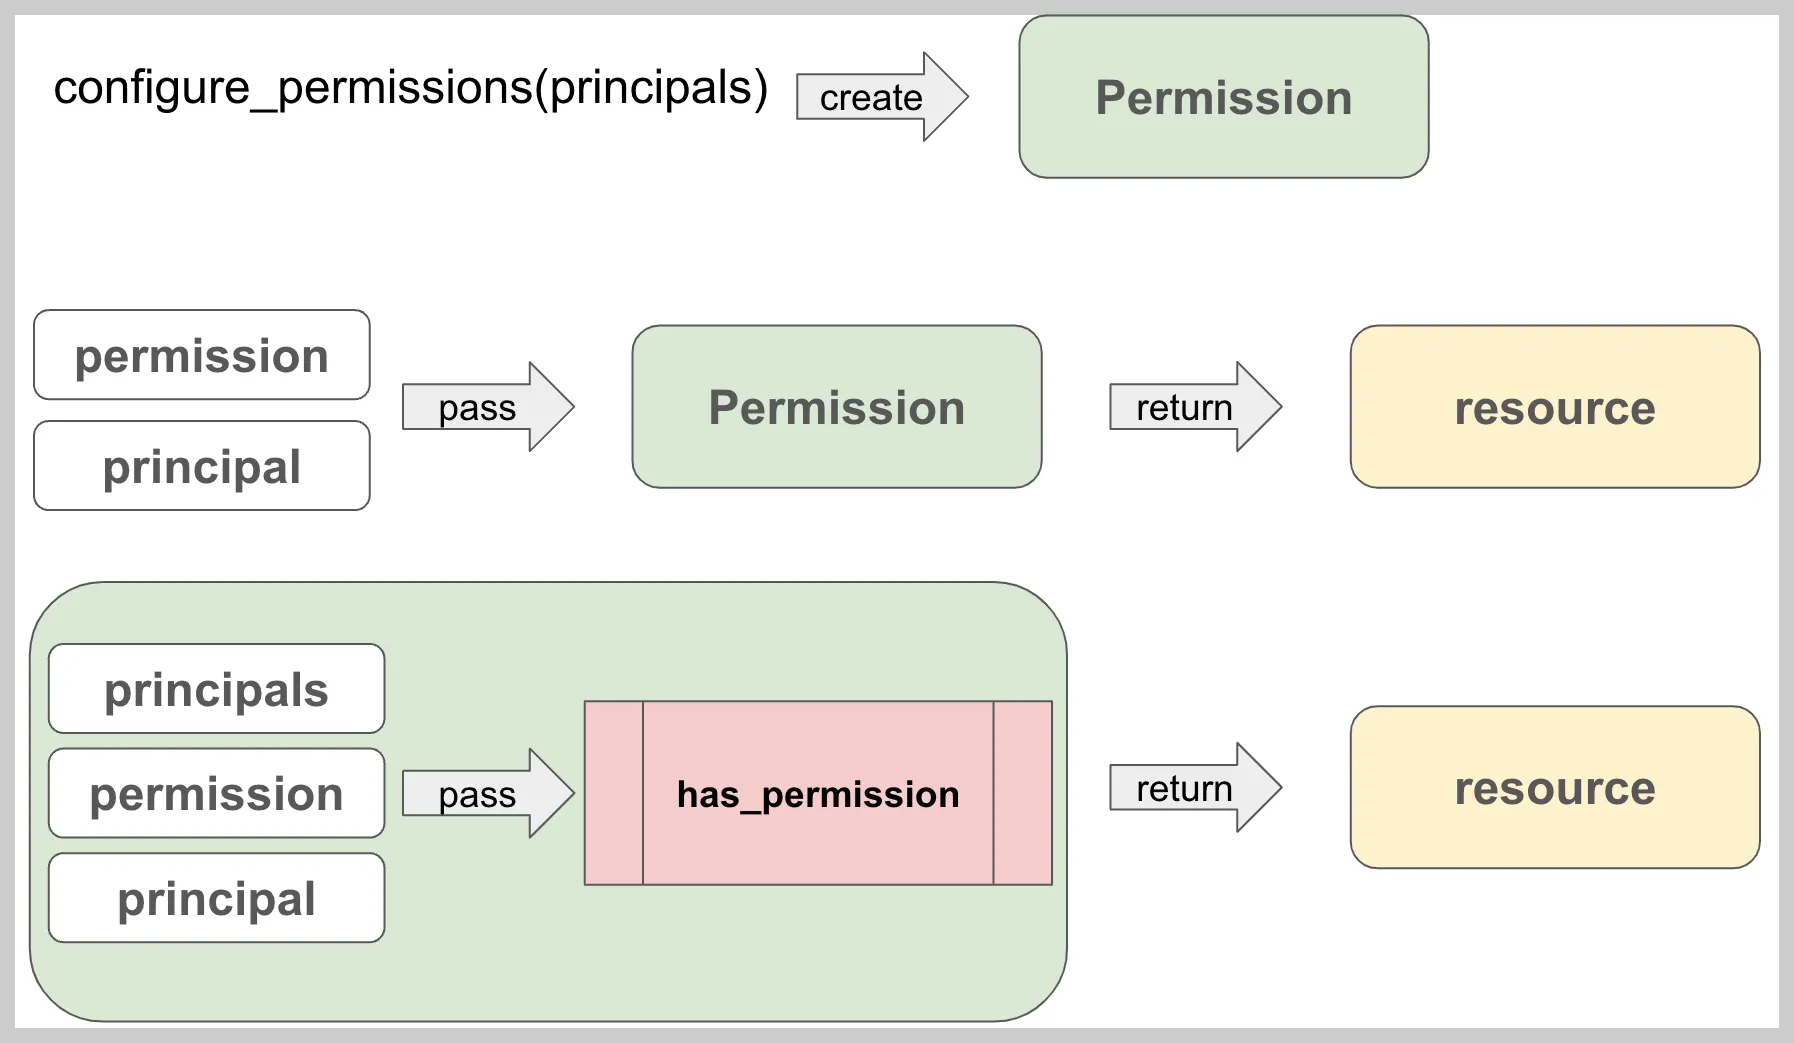 configure_permissions(principals)
create
Permission
permission
principal
pass
Permission
return
resource
principals
permission
principal
pass
has_permission
return
resource